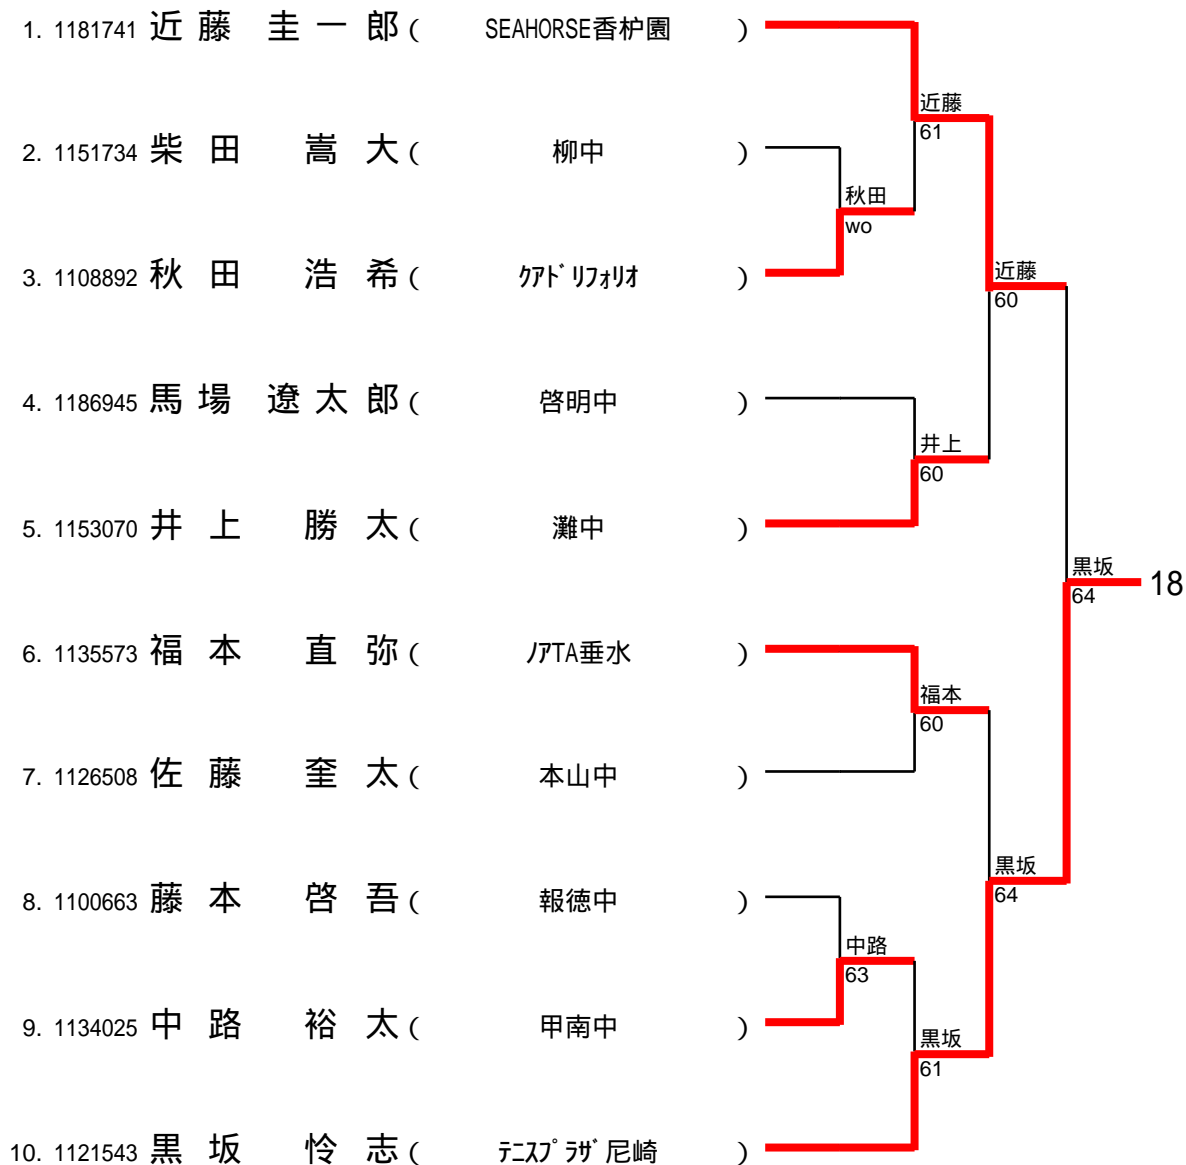 1. 1181741 近藤 圭一郎 ( SEAHORSE香枦園 )
近藤
61
2. 1151734 柴田 嵩大 ( 柳中 )
秋田
wo
3. 1108892 秋田 浩希 ( ｸｱﾄﾞﾘﾌｫﾘｵ )
近藤
60
4. 1186945 馬場 遼太郎 ( 啓明中 )
井上
60
5. 1153070 井上 勝太 ( 灘中 )
黒坂
64
18
6. 1135573 福本 直弥 ( ﾉｱTA垂水 )
福本
60
7. 1126508 佐藤 奎太 ( 本山中 )
黒坂
64
8. 1100663 藤本 啓吾 ( 報徳中 )
中路
63
9. 1134025 中路 裕太 ( 甲南中 )
黒坂
61
10. 1121543 黒坂 怜志 ( ﾃﾆｽﾌﾟﾗｻﾞ尼崎 )